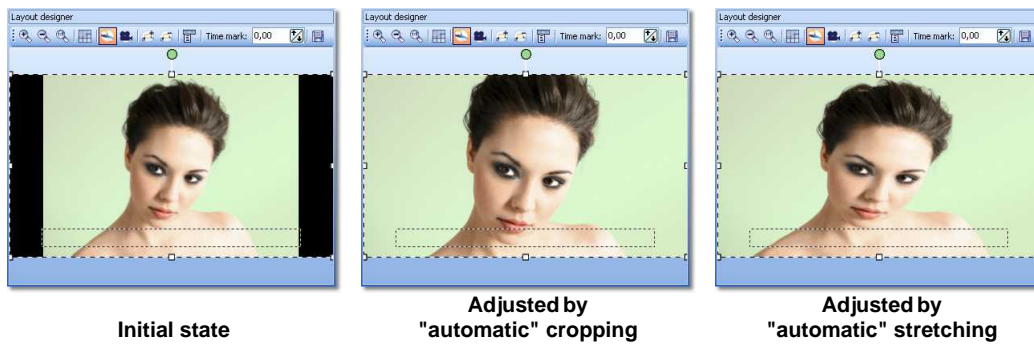 Layout designer
Time mark: 0,00
Layout designer
Time mark: 0,00
Layout designer
Time mark: 0,00
Initial state
Adjusted by
"automatic" cropping
Adjusted by
"automatic" stretching